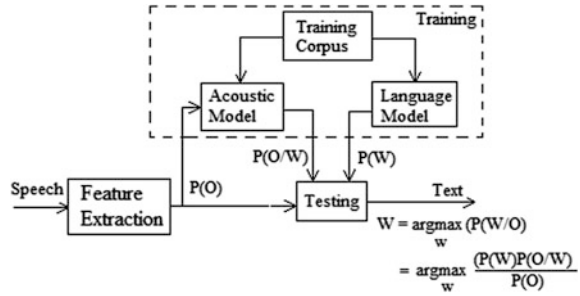 Training
Training
Corpus
Acoustic
Model
Language
Model
P(O/W)
P(W)
Speech
P(O)
Text
Feature
Extraction
Testing
W = argmax (P(W/O)
w
= argmax (P(W)P(O/W)
w P(O)